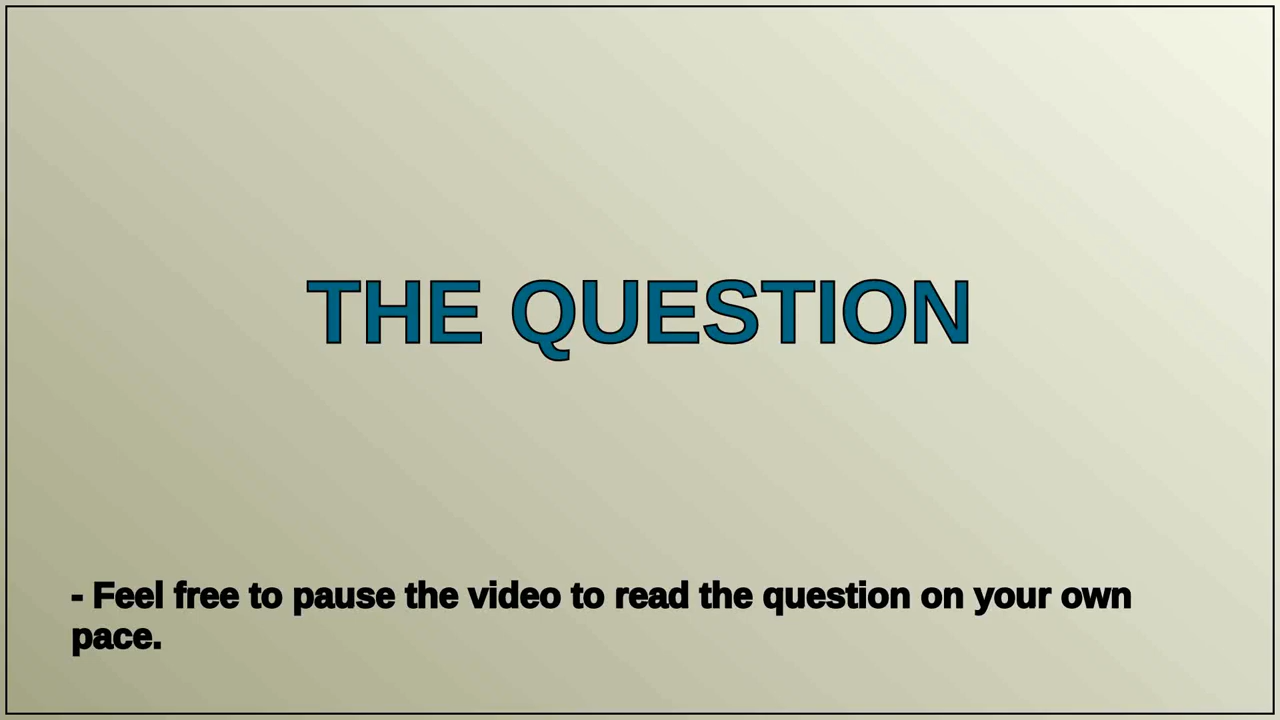 THE QUESTION
- Feel free to pause the video to read the question on your own
pace.